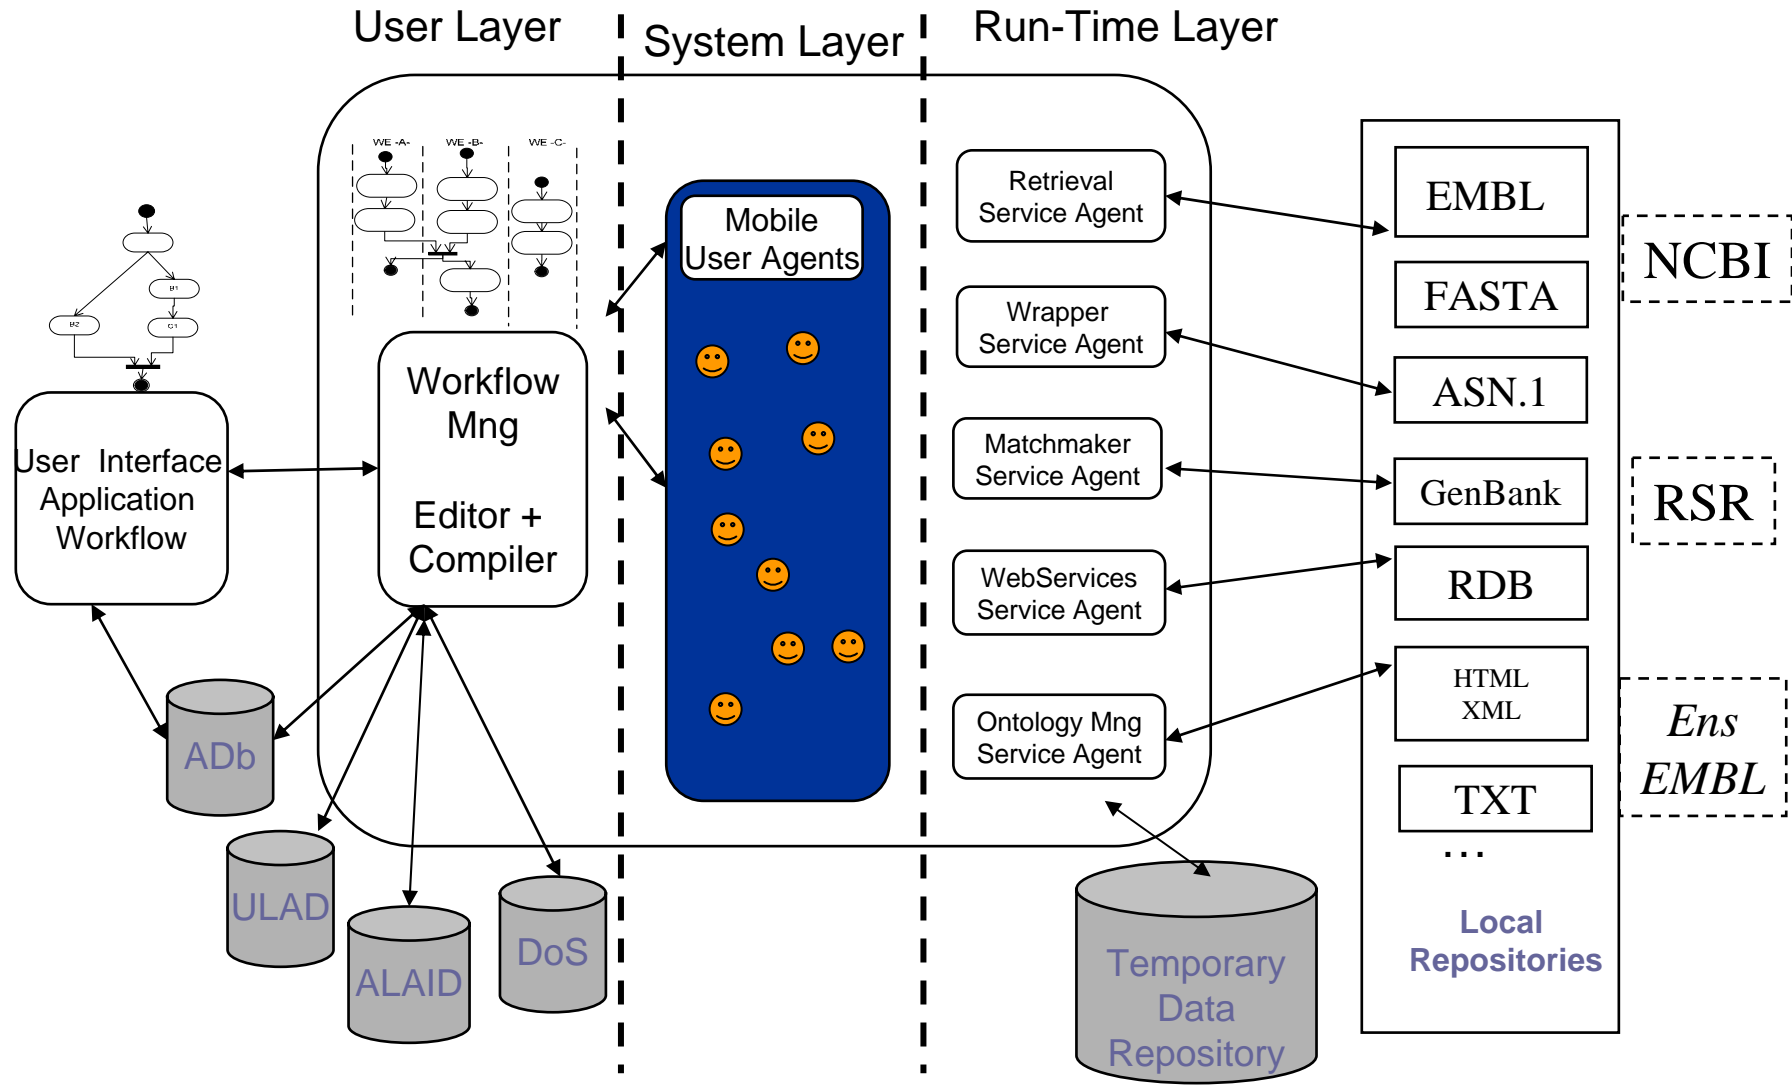 User Layer
System Layer
Run-Time Layer
WE -A-
WE -B-
WE -C-
B1
B2
C1
User Interface
Application
Workflow
Workflow
Mng
Editor +
Compiler
Mobile
User Agents
Retrieval
Service Agent
Wrapper
Service Agent
Matchmaker
Service Agent
WebServices
Service Agent
Ontology Mng
Service Agent
EMBL
FASTA
ASN.1
GenBank
RDB
HTML
XML
TXT
...
Local
Repositories
NCBI
RSR
Ens
EMBL
ADb
ULAD
ALAID
DoS
Temporary
Data
Repository